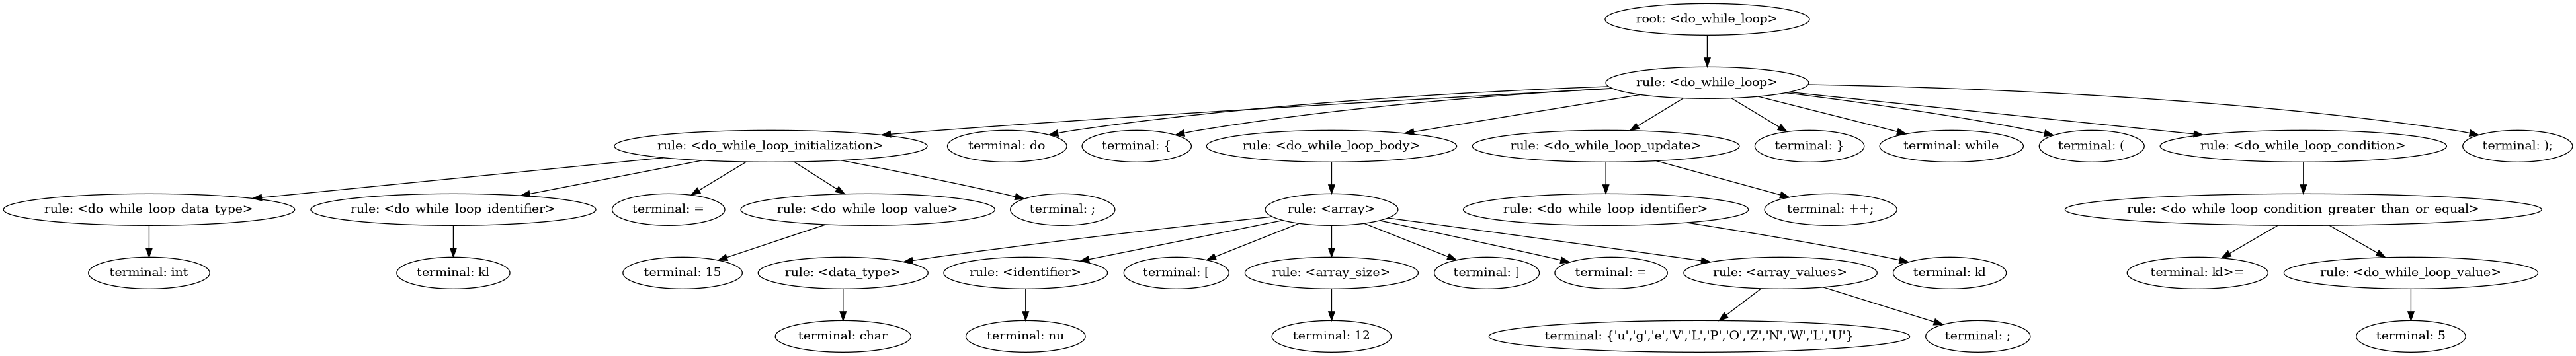 root: <do_while_loop>
rule: <do_while_loop>
rule: <do_while_loop_initialization>
terminal: do
terminal: {
rule: <do_while_loop_body>
rule: <do_while_loop_update>
terminal: }
terminal: while
terminal: (
rule: <do_while_loop_condition>
terminal: );
rule: <do_while_loop_data_type>
rule: <do_while_loop_identifier>
terminal: =
rule: <do_while_loop_value>
terminal: ;
rule: <array>
rule: <do_while_loop_identifier>
terminal: ++;
rule: <do_while_loop_condition_greater_than_or_equal>
terminal: int
terminal: kl
terminal: 15
rule: <data_type>
rule: <identifier>
terminal: [
rule: <array_size>
terminal: ]
terminal: =
rule: <array_values>
terminal: kl
terminal: kl>=
rule: <do_while_loop_value>
terminal: char
terminal: nu
terminal: 12
terminal: {'u','g','e','V','L','P','O','Z','N','W','L','U'}
terminal: ;
terminal: 5